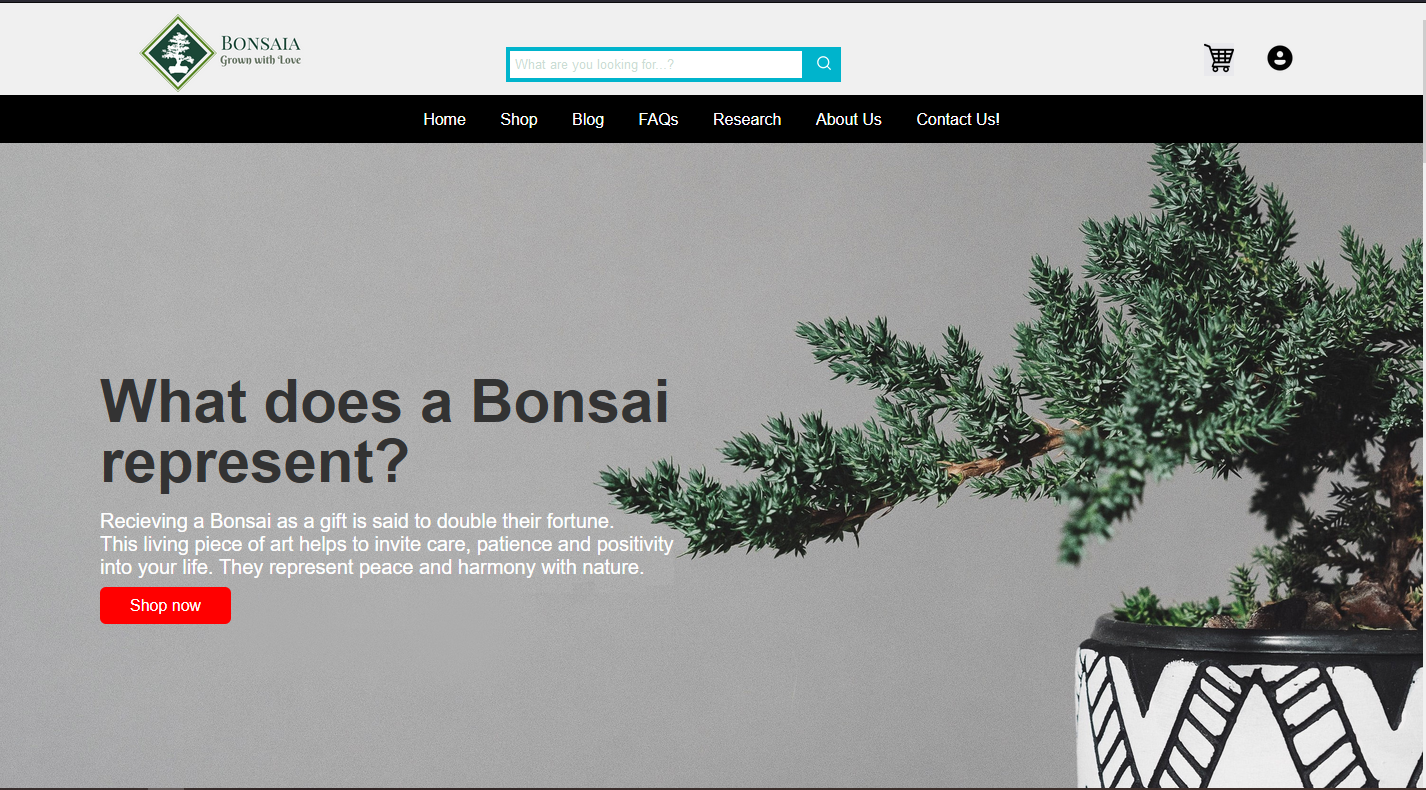 BONSAIA
Grown with Love
What are you looking for...?
Home Shop Blog FAQs Research About Us Contact Us!
What does a Bonsai
represent?
Recieving a Bonsai as a gift is said to double their fortune.
This living piece of art helps to invite care, patience and positivity
into your life. They represent peace and harmony with nature.
Shop now